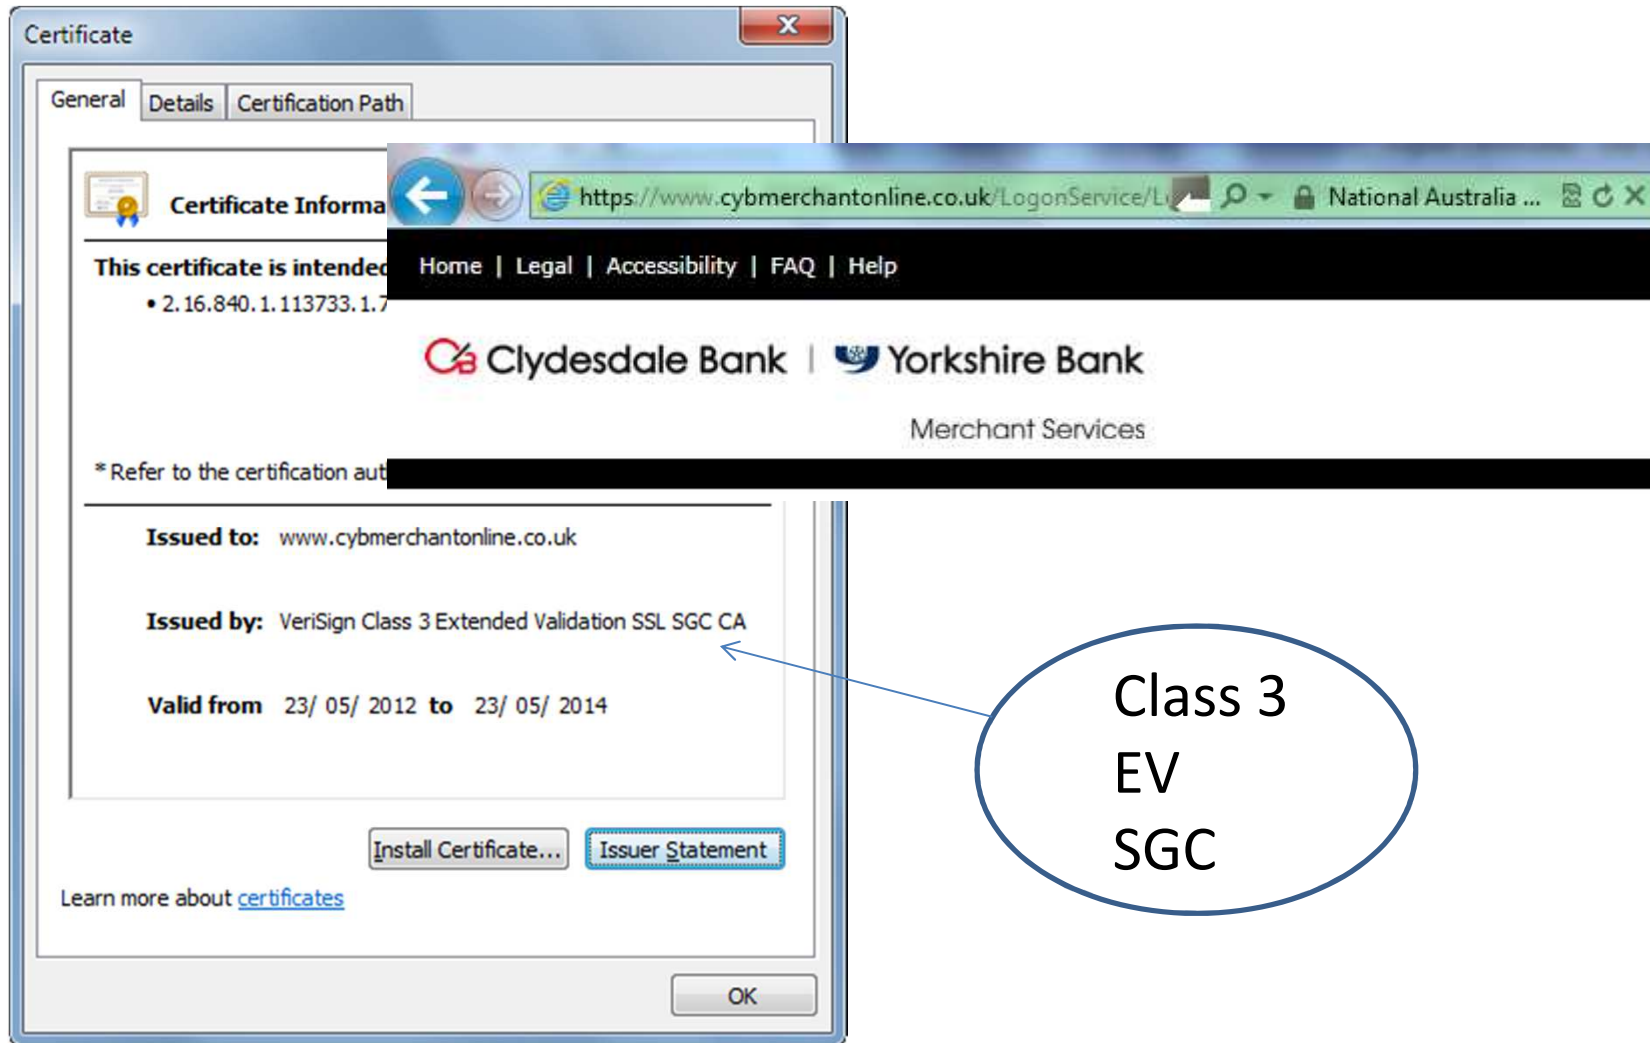 Certificate
General Details Certification Path
Certificate Informa
https://www.cybmerchantonline.co.uk/LogonService/L National Australia ...
This certificate is intended
Home | Legal | Accessibility | FAQ | Help
• 2.16.840.1.113733.1.7
Clydesdale Bank | Yorkshire Bank
Merchant Services
* Refer to the certification aut
Issued to: www.cybmerchantonline.co.uk
Issued by: VeriSign Class 3 Extended Validation SSL SGC CA
Valid from 23/ 05/ 2012 to 23/ 05/ 2014
Class 3
EV
SGC
Install Certificate... Issuer Statement
Learn more about certificates
OK